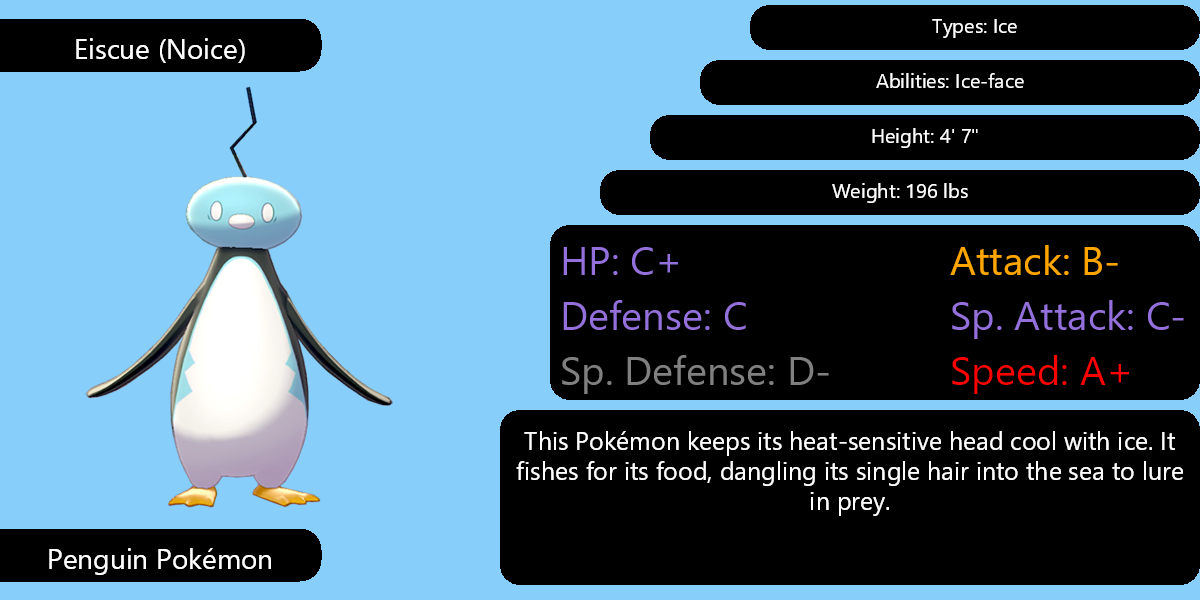 Eiscue (Noice)
Types: Ice
Abilities: Ice-face
Height: 4' 7"
Weight: 196 lbs
HP: C+
Attack: B-
Defense: C
Sp. Attack: C-
Sp. Defense: D-
Speed: A+
This Pokémon keeps its heat-sensitive head cool with ice. It
fishes for its food, dangling its single hair into the sea to lure
in prey.
Penguin Pokémon